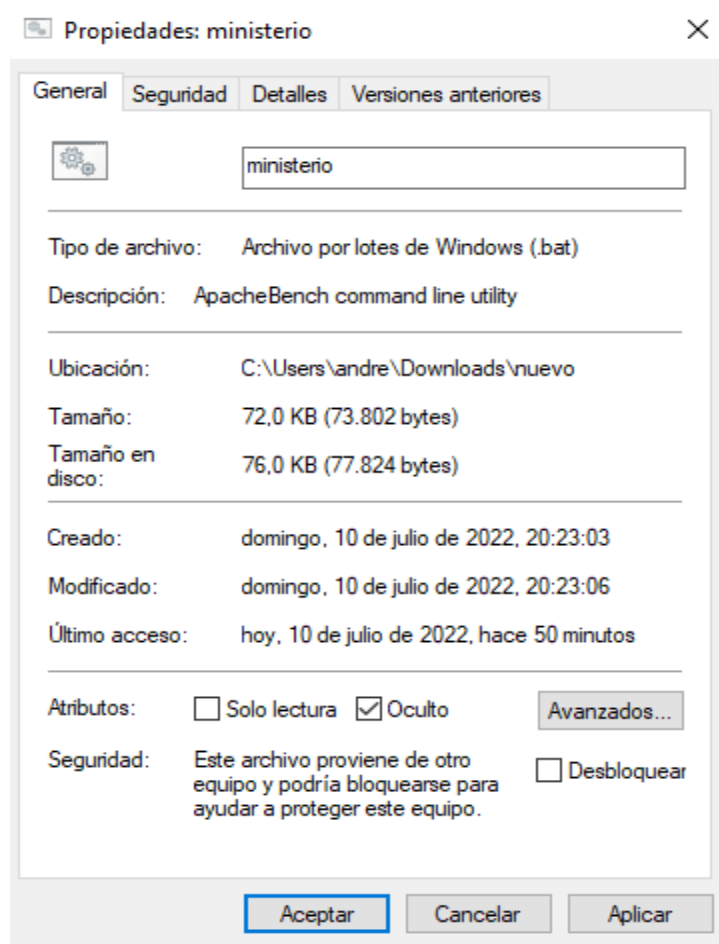 Propiedades: ministerio
General Seguridad Detalles Versiones anteriores
ministerio
Tipo de archivo: Archivo por lotes de Windows (.bat)
Descripción: ApacheBench command line utility
Ubicación: C:\Users\andre\Downloads\nuevo
Tamaño: 72,0 KB (73.802 bytes)
Tamaño en
disco: 76,0 KB (77.824 bytes)
Creado: domingo, 10 de julio de 2022, 20:23:03
Modificado: domingo, 10 de julio de 2022, 20:23:06
Último acceso: hoy, 10 de julio de 2022, hace 50 minutos
Atributos: Solo lectura Oculto Avanzados...
Seguridad: Este archivo proviene de otro
equipo y podría bloquearse para
ayudar a proteger este equipo.
Desbloquear
Aceptar Cancelar Aplicar